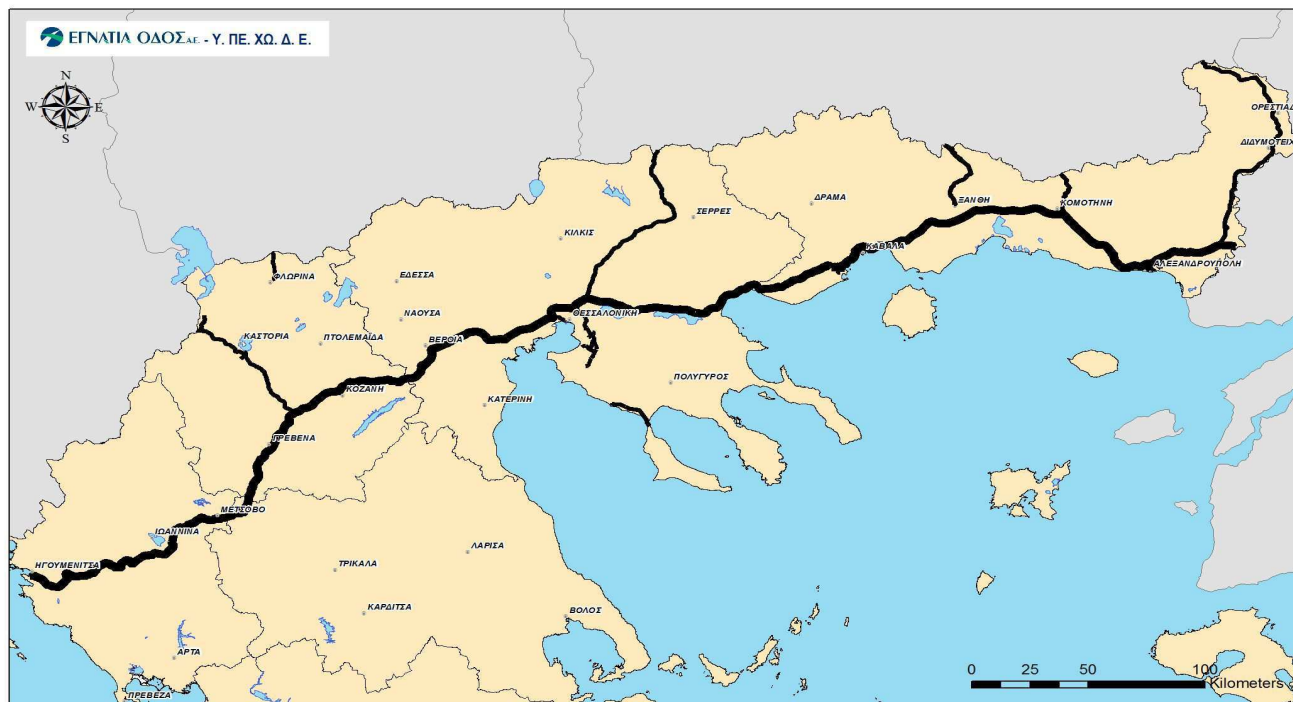 ΕΓΝΑΤΙΑ ΟΔΟΣ Α.Ε. - Υ. ΠΕ. ΧΩ. Δ. Ε.
N
W E
S
ΟΡΕΣΤΙΑΔ
ΔΙΔΥΜΟΤΕΙΧ
ΞΑΝΘΗ
ΚΟΜΟΤΗΝΗ
ΔΡΑΜΑ
ΣΕΡΡΕΣ
ΚΙΛΚΙΣ
ΚΑΒΑΛΑ
ΑΛΕΞΑΝΔΡΟΥΠΟΛΗ
ΦΛΩΡΙΝΑ
ΕΔΕΣΣΑ
ΝΑΟΥΣΑ
ΘΕΣΣΑΛΟΝΙΚΗ
ΚΑΣΤΟΡΙΑ
ΠΤΟΛΕΜΑΪΔΑ
ΒΕΡΟΙΑ
ΠΟΛΥΓΥΡΟΣ
ΚΟΖΑΝΗ
ΚΑΤΕΡΙΝΗ
ΓΡΕΒΕΝΑ
ΜΕΤΣΟΒΟ
ΙΩΑΝΝΙΝΑ
ΗΓΟΥΜΕΝΙΤΣΑ
ΛΑΡΙΣΑ
ΤΡΙΚΑΛΑ
ΚΑΡΔΙΤΣΑ
ΒΟΛΟΣ
ΑΡΤΑ
ΠΡΕΒΕΖΑ
0 25 50 100
Kilometers